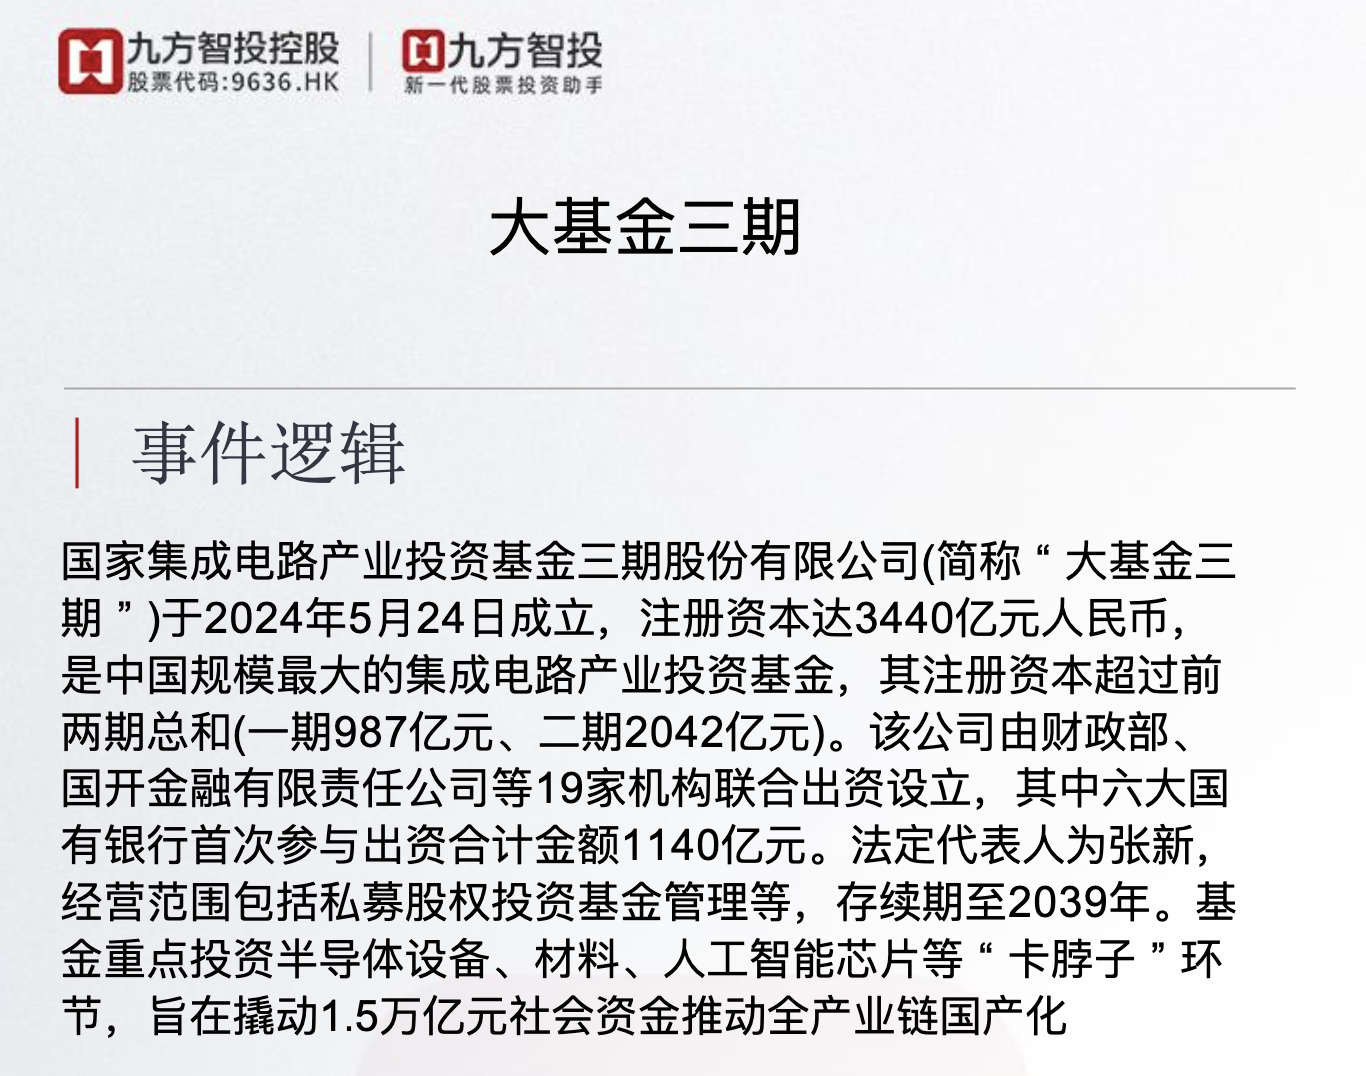 九方智投控股
股票代码:9636.HK
九方智投
新一代股票投资助手
大基金三期
事件逻辑
国家集成电路产业投资基金三期股份有限公司(简称“大基金三
期”)于2024年5月24日成立，注册资本达3440亿元人民币，
是中国规模最大的集成电路产业投资基金，其注册资本超过前
两期总和(一期987亿元、二期2042亿元)。该公司由财政部、
国开金融有限责任公司等19家机构联合出资设立，其中六大国
有银行首次参与出资合计金额1140亿元。法定代表人为张新，
经营范围包括私募股权投资基金管理等，存续期至2039年。基
金重点投资半导体设备、材料、人工智能芯片等“卡脖子”环
节，旨在撬动1.5万亿元社会资金推动全产业链国产化